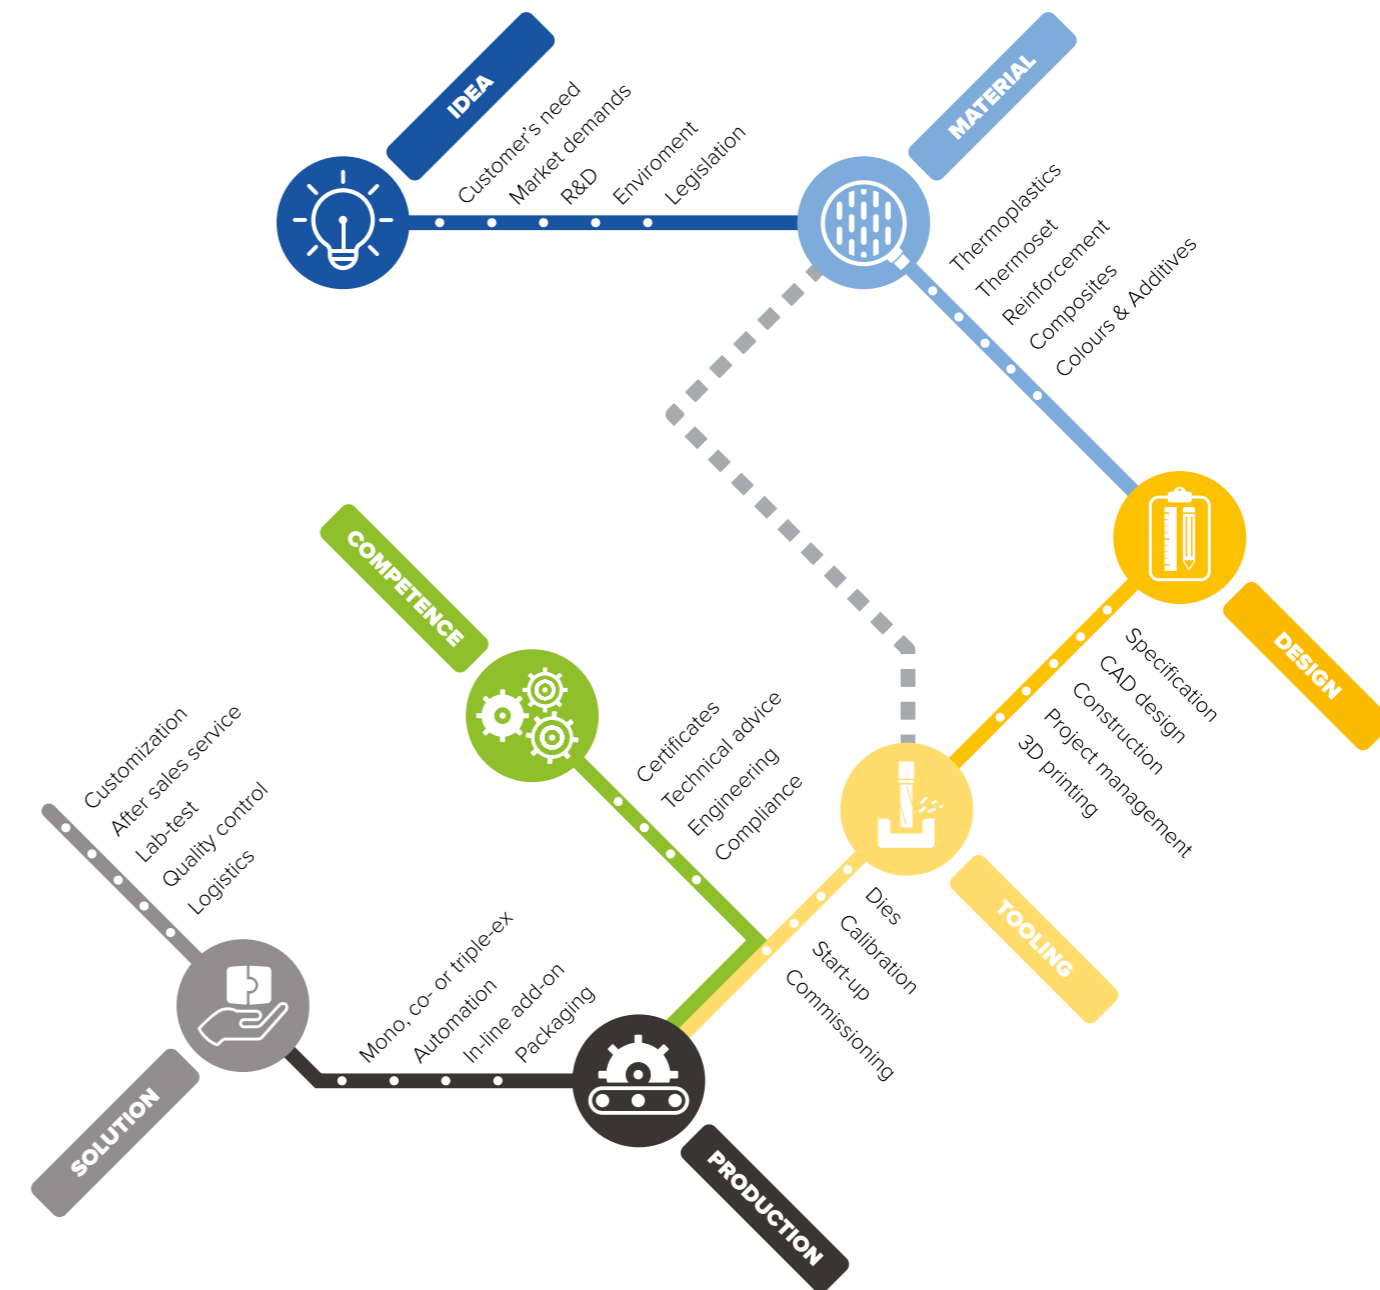 IDEA
Customer's need
Market demands
R&D
Enviroment
Legislation
MATERIAL
Thermoplastics
Thermoset
Reinforcement
Composites
Colours & Additives
DESIGN
Specification
CAD design
Construction
Project management
3D printing
TOOLING
Dies
Calibration
Start-up
Commissioning
COMPETENCE
Certificates
Technical advice
Engineering
Compliance
PRODUCTION
Mono, co- or triple-ex
Automation
In-line add-on
Packaging
SOLUTION
Customization
After sales service
Lab-test
Quality control
Logistics